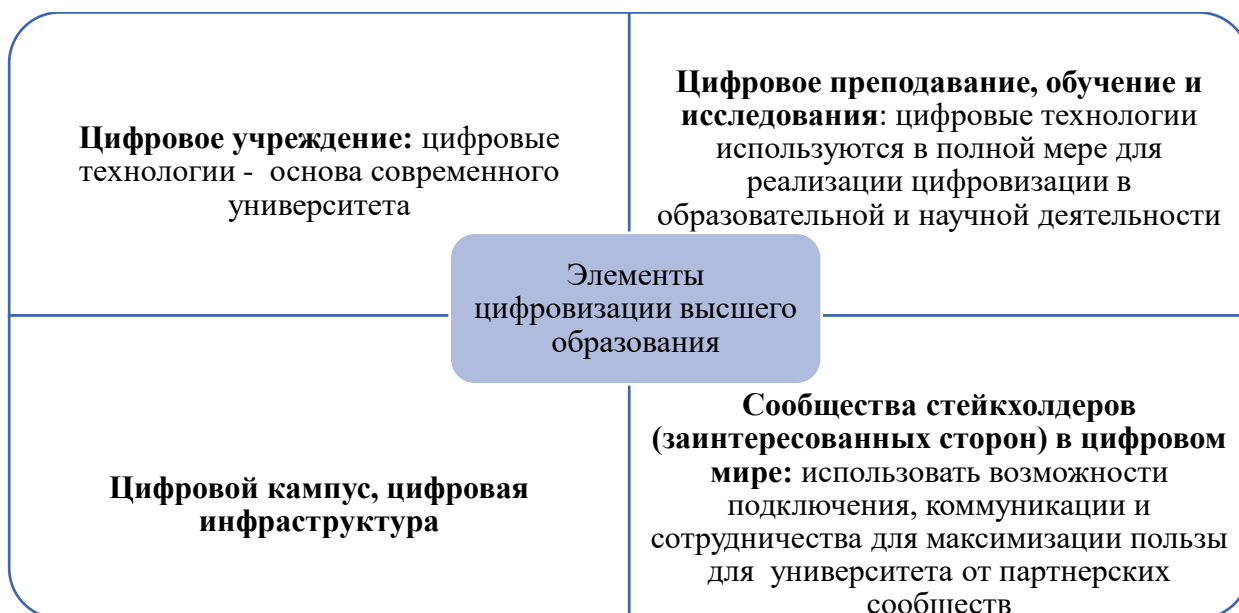 Цифровое учреждение: цифровые
технологии - основа современного
университета
Цифровое преподавание, обучение и
исследования: цифровые технологии
используются в полной мере для
реализации цифровизации в
образовательной и научной деятельности
Элементы
цифровизации высшего
образования
Цифровой кампус, цифровая
инфраструктура
Сообщества стейкхолдеров
(заинтересованных сторон) в цифровом
мире: использовать возможности
подключения, коммуникации и
сотрудничества для максимизации пользы
для университета от партнерских
сообществ